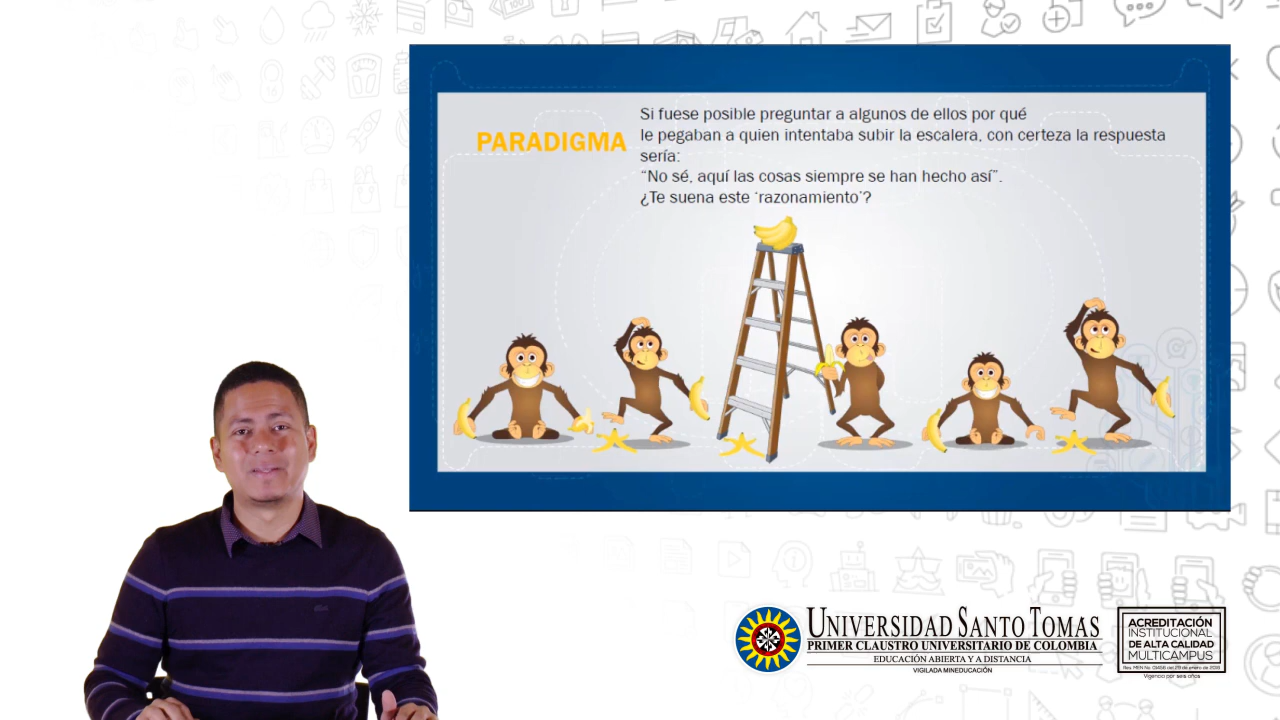 PARADIGMA
Si fuese posible preguntar a algunos de ellos por qué
le pegaban a quien intentaba subir la escalera, con certeza la respuesta
sería:
“No sé, aquí las cosas siempre se han hecho así”.
¿Te suena este ‘razonamiento’?
UNIVERSIDAD SANTO TOMAS
PRIMER CLAUSTRO UNIVERSITARIO DE COLOMBIA
EDUCACIÓN ABIERTA Y A DISTANCIA
VIGILADA MINEDUCACIÓN
ACREDITACIÓN
INSTITUCIONAL
DE ALTA CALIDAD
MULTICAMPUS
Vigencia por seis años